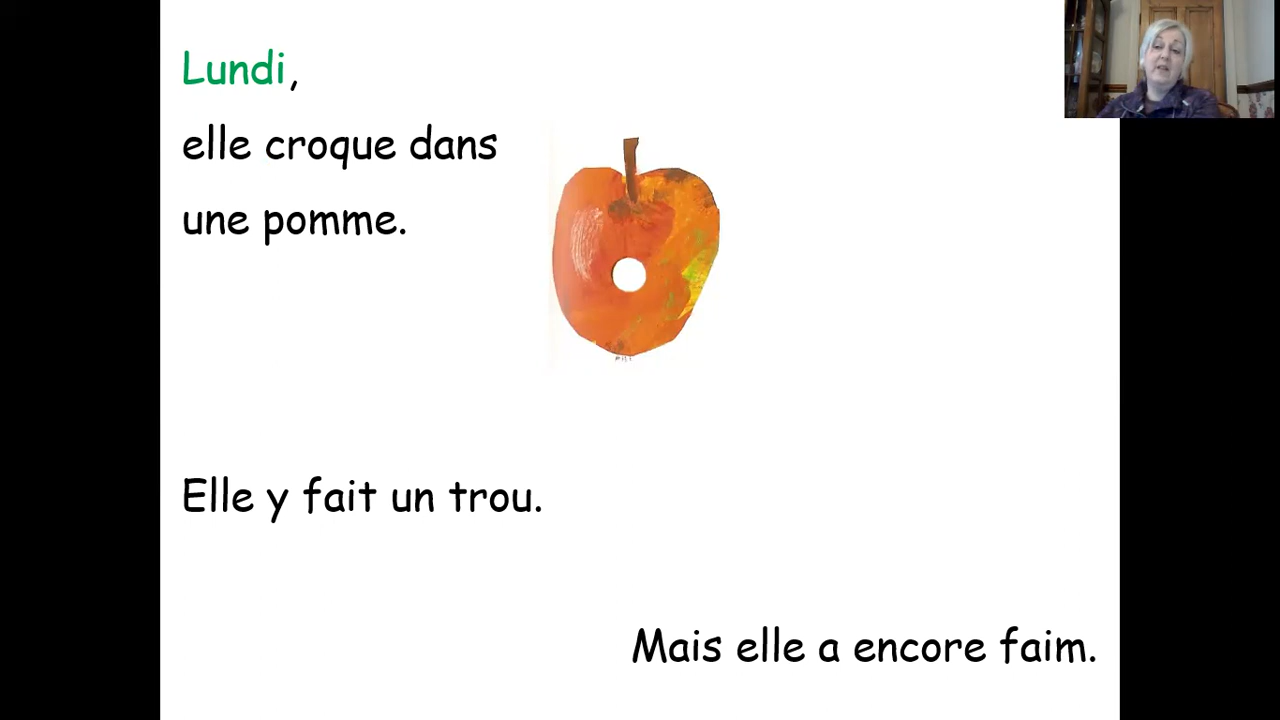 Lundi,
elle croque dans
une pomme.
Elle y fait un trou.
Mais elle a encore faim.